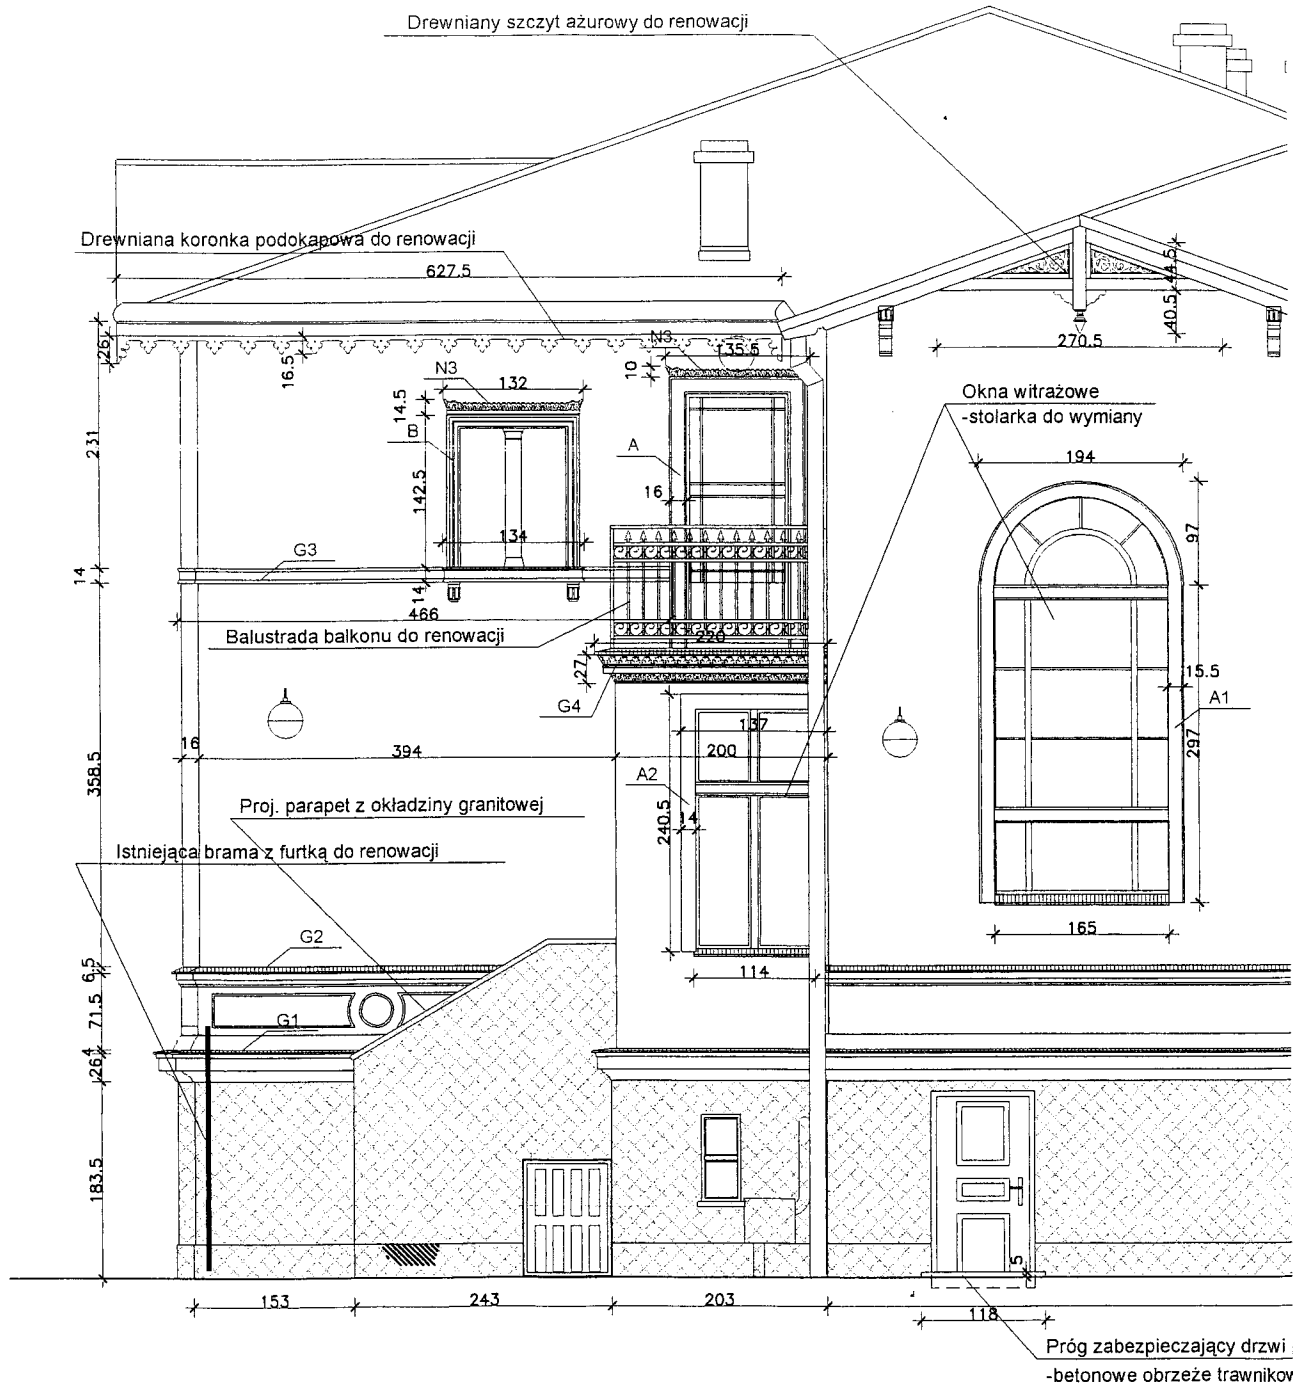 Drewniany szczyt ażurowy do renowacji
Drewniana koronka podokapowa do renowacji
627.5
44.5
40.5
270.5
26
16.5
N3
135.5
10
N3
132
14.5
Okna witrażowe
-stolarka do wymiany
231
B
A
194
142.5
16
134
97
G3
14
14
466
Balustrada balkonu do renowacji
220
27
15.5
G4
A1
137
16
394
200
297
358.5
A2
Proj. parapet z okładziny granitowej
240.5
14
Istniejąca brama z furtką do renowacji
165
G2
6.5
114
71.5
G1
4
26
183.5
5
153
243
203
118
Próg zabezpieczający drzwi
-betonowe obrzeże trawnikow